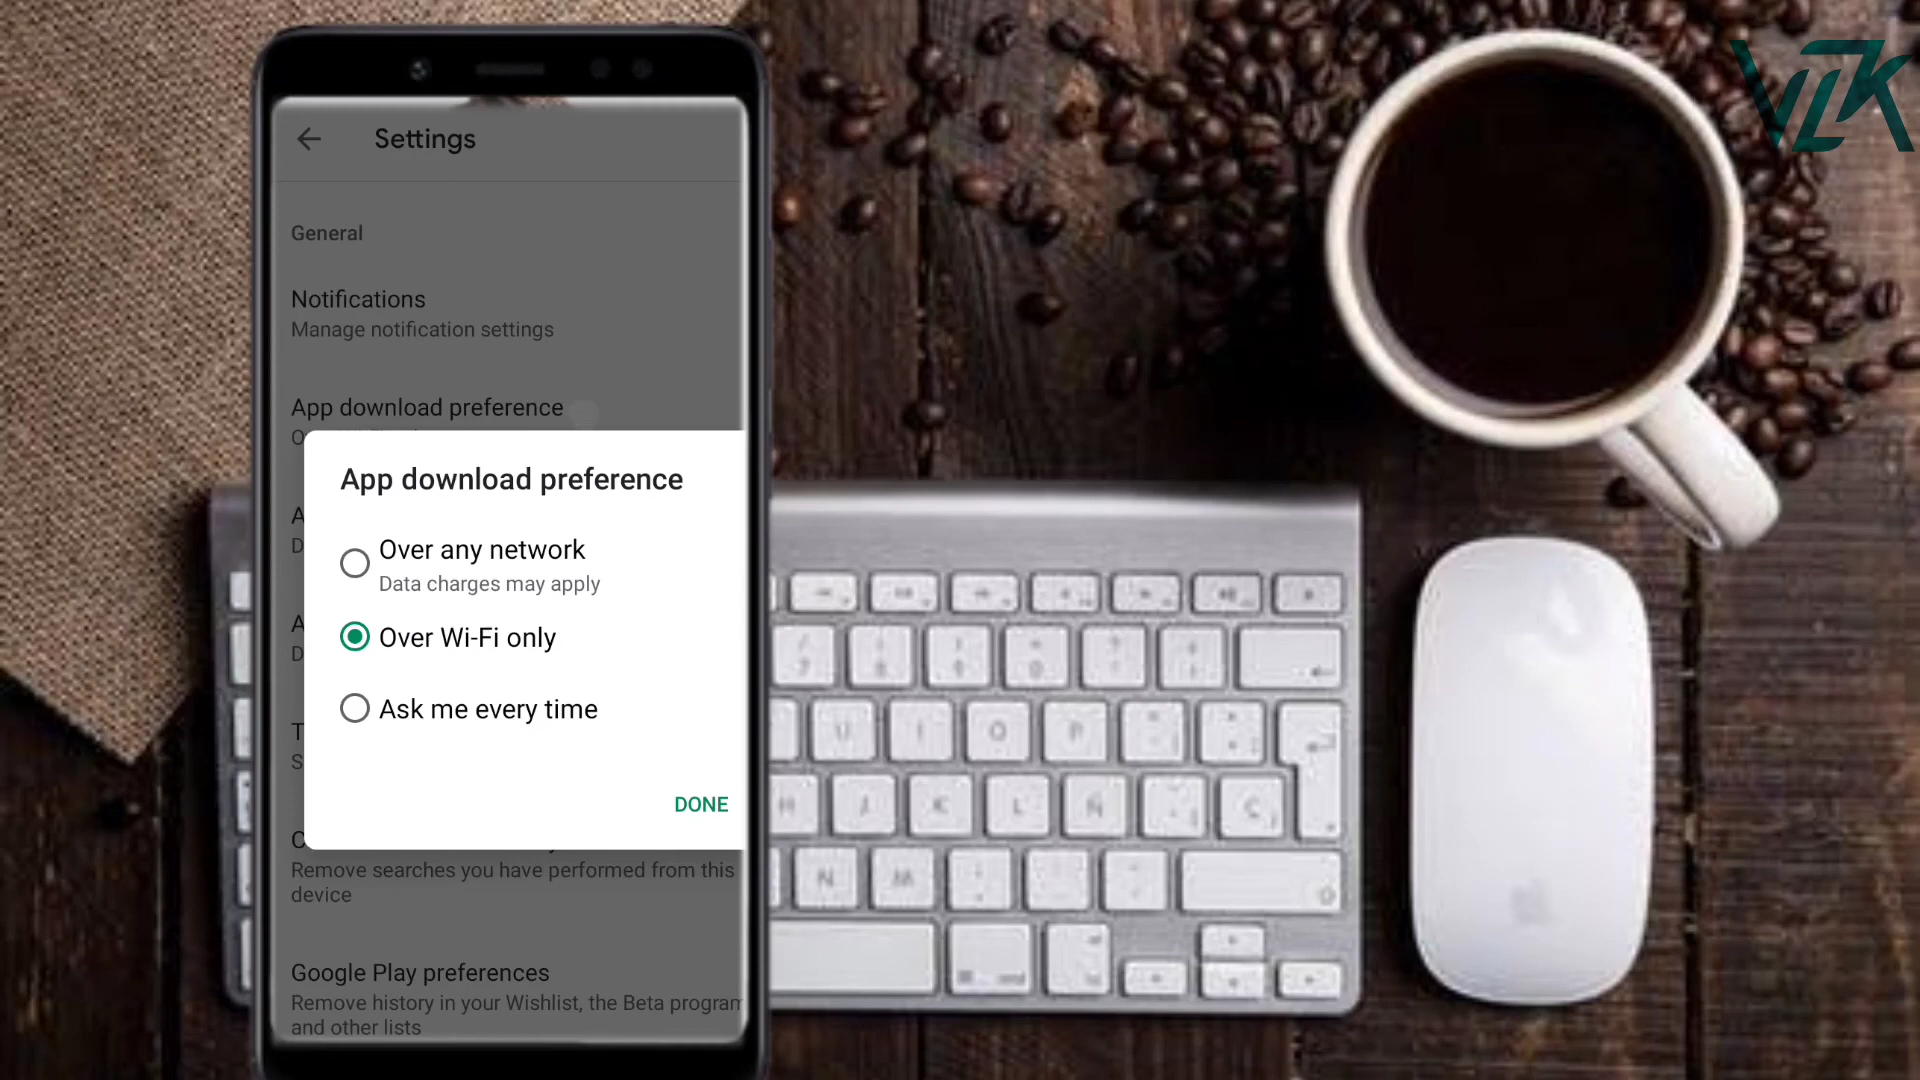 VZK
Settings
General
Notifications
Manage notification settings
App download preference
App download preference
Over any network
Data charges may apply
Over Wi-Fi only
Ask me every time
DONE
Remove searches you have performed from this
device
Google Play preferences
Remove history in your Wishlist, the Beta program
and other lists
U I O P
H J K L Ñ Ç
N M